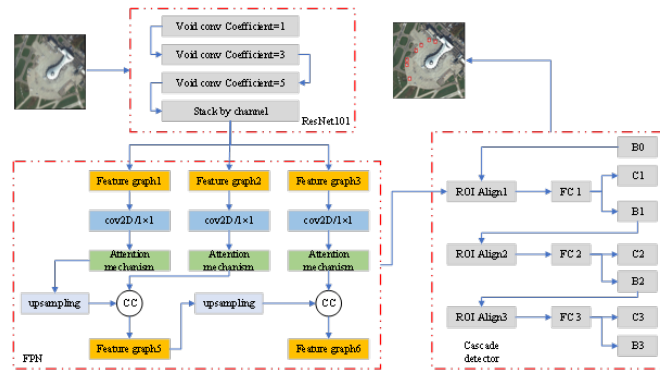 Void conv Coefficient=1
Void conv Coefficient=3
Void conv Coefficient=5
Stack by channel
ResNet101
Feature graph1
Feature graph2
Feature graph3
cov2D/1×1
cov2D/1×1
cov2D/1×1
Attention mechanism
Attention mechanism
Attention mechanism
upsampling
CC
upsampling
CC
Feature graph5
Feature graph6
FPN
B0
ROI Align1
FC 1
C1
B1
ROI Align2
FC 2
C2
B2
ROI Align3
FC 3
C3
B3
Cascade
detector